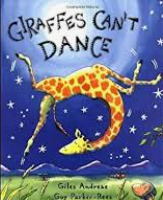 GIRAFFES CAN'T
DANCE
Giles Andreae
Guy Parker-Rees